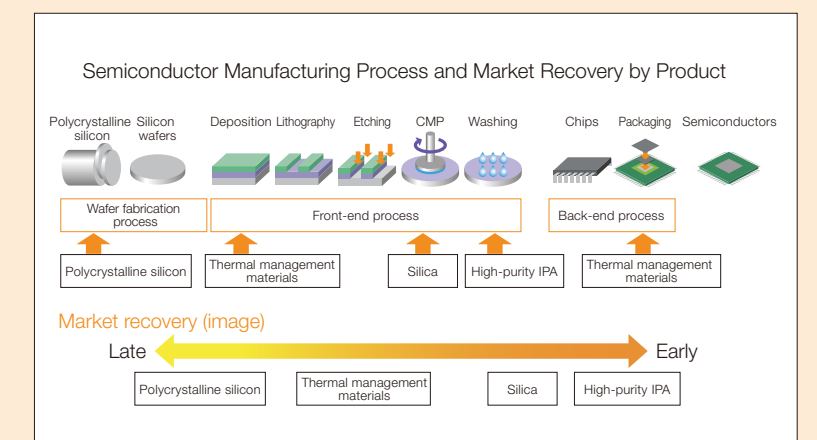 Semiconductor Manufacturing Process and Market Recovery by Product
Polycrystalline
silicon
Silicon
wafers
Deposition
Lithography
Etching
CMP
Washing
Chips
Packaging
Semiconductors
Wafer fabrication
process
Front-end process
Back-end process
Polycrystalline silicon
Thermal management
materials
Silica
High-purity IPA
Thermal management
materials
Market recovery (image)
Late
Early
Polycrystalline silicon
Thermal management
materials
Silica
High-purity IPA